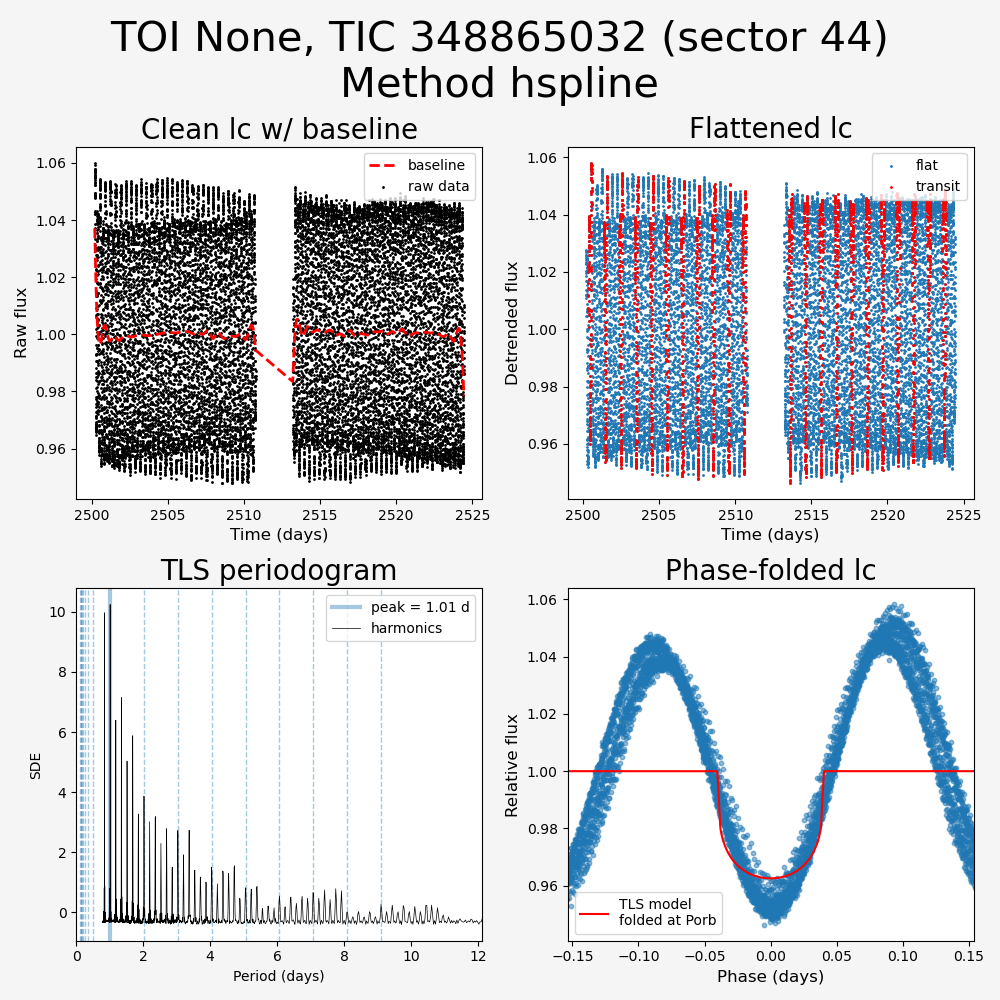 TOI None, TIC 348865032 (sector 44)
Method hspline
Clean lc w/ baseline
Flattened lc
1.06
1.04
1.02
1.00
0.98
0.96
Raw flux
baseline
raw data
2500
2505
2510
2515
2520
2525
Time (days)
1.06
1.04
1.02
1.00
0.98
0.96
Detrended flux
flat
transit
2500
2505
2510
2515
2520
2525
Time (days)
TLS periodogram
Phase-folded lc
10
8
6
4
2
0
SDE
peak = 1.01 d
harmonics
0
2
4
6
8
10
12
Period (days)
1.06
1.04
1.02
1.00
0.98
0.96
Relative flux
TLS model
folded at Porb
−0.15
−0.10
−0.05
0.00
0.05
0.10
0.15
Phase (days)